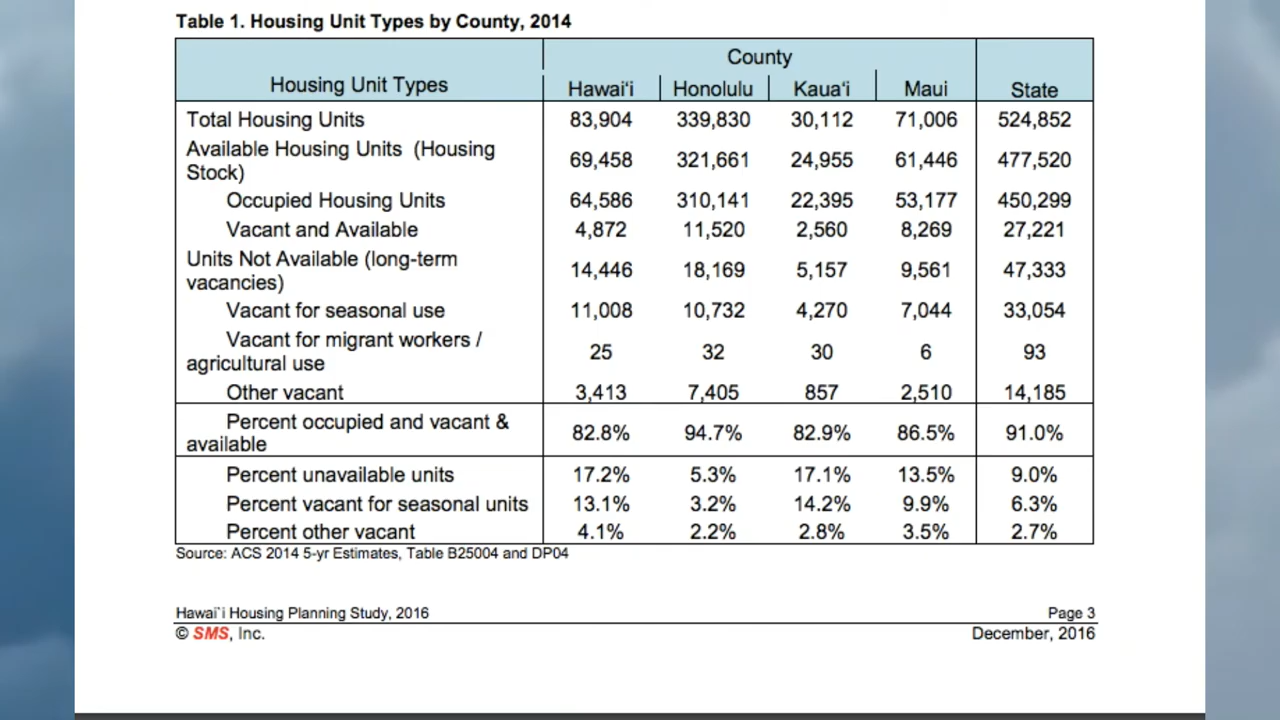 Table 1. Housing Unit Types by County, 2014
County
Housing Unit Types Hawai‘i Honolulu Kaua‘i Maui State
Total Housing Units 83,904 339,830 30,112 71,006 524,852
Available Housing Units (Housing
Stock) 69,458 321,661 24,955 61,446 477,520
Occupied Housing Units 64,586 310,141 22,395 53,177 450,299
Vacant and Available 4,872 11,520 2,560 8,269 27,221
Units Not Available (long-term
vacancies) 14,446 18,169 5,157 9,561 47,333
Vacant for seasonal use 11,008 10,732 4,270 7,044 33,054
Vacant for migrant workers /
agricultural use 25 32 30 6 93
Other vacant 3,413 7,405 857 2,510 14,185
Percent occupied and vacant &
available 82.8% 94.7% 82.9% 86.5% 91.0%
Percent unavailable units 17.2% 5.3% 17.1% 13.5% 9.0%
Percent vacant for seasonal units 13.1% 3.2% 14.2% 9.9% 6.3%
Percent other vacant 4.1% 2.2% 2.8% 3.5% 2.7%
Source: ACS 2014 5-yr Estimates, Table B25004 and DP04
Hawai`i Housing Planning Study, 2016 Page 3
© SMS, Inc. December, 2016